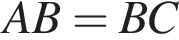 AB = BC